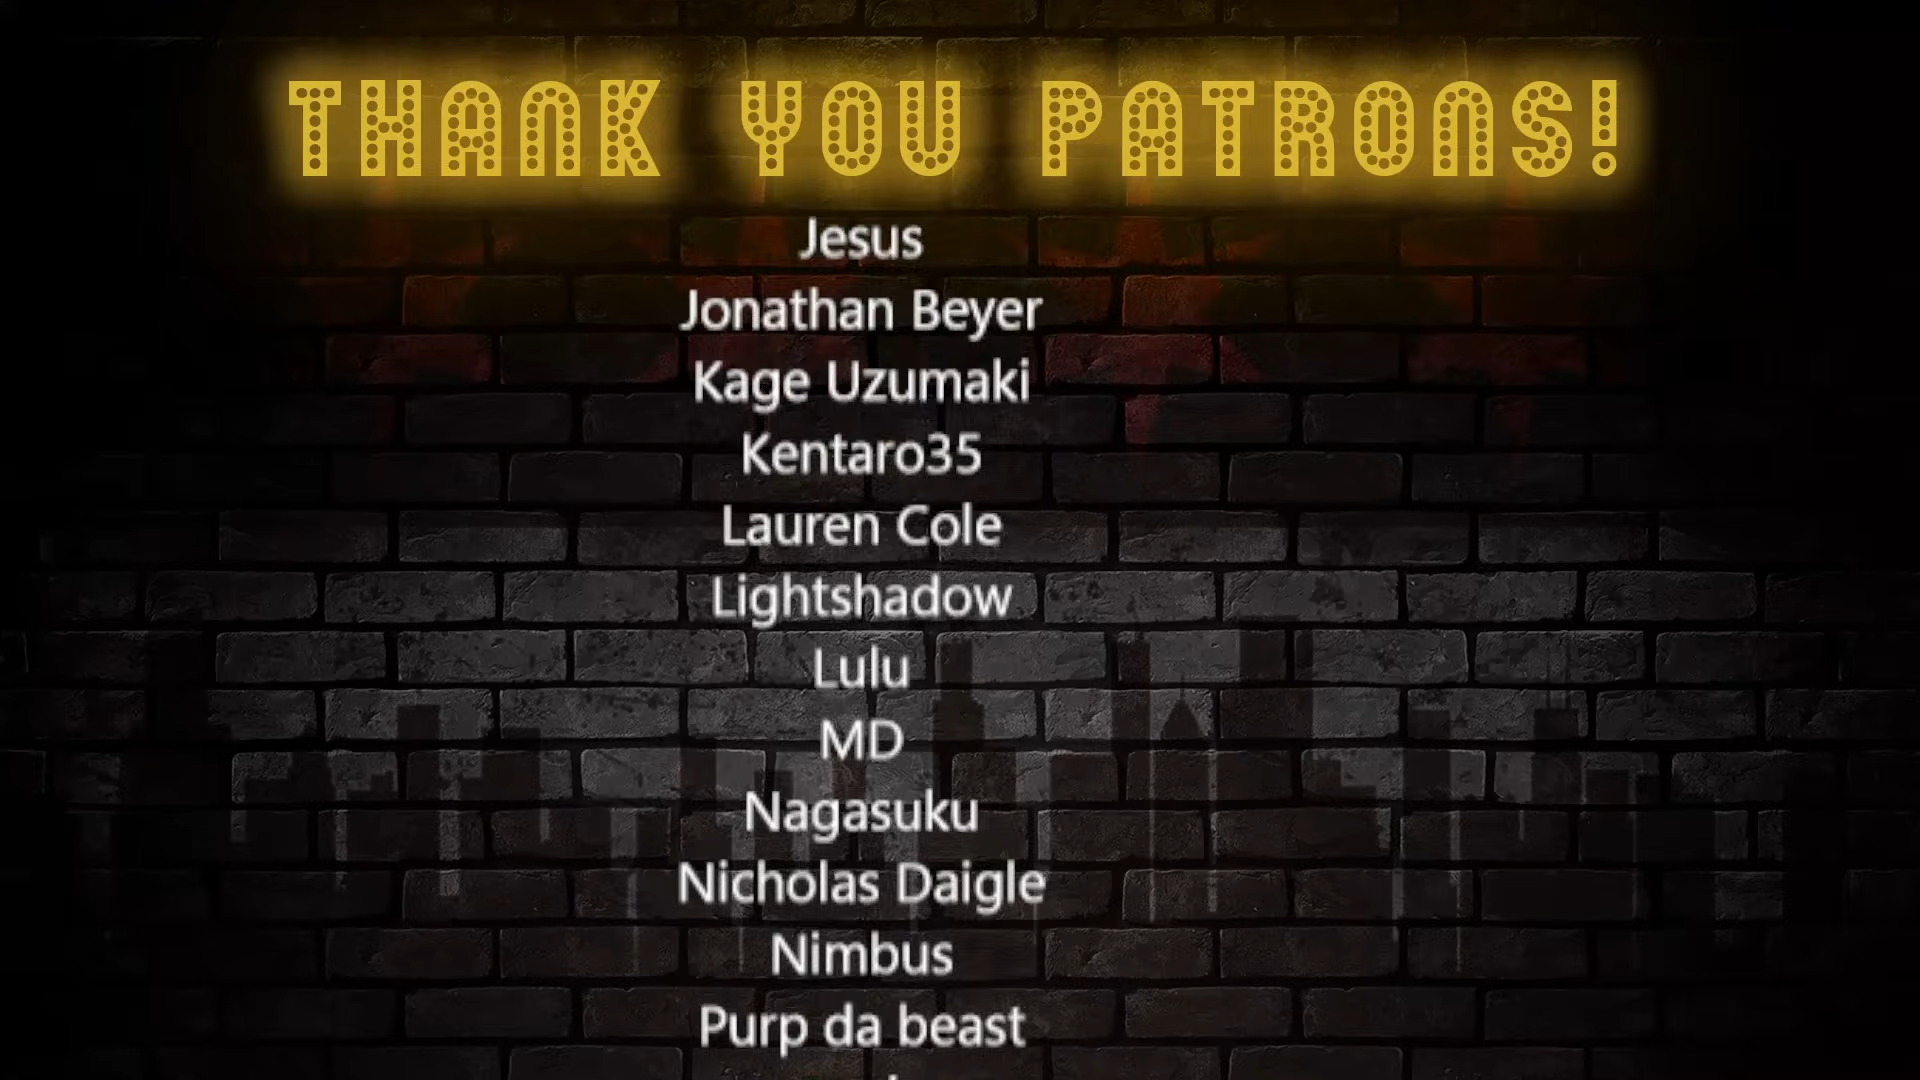 THANK YOU PATRONS!
Jesus
Jonathan Beyer
Kage Uzumaki
Kentaro35
Lauren Cole
Lightshadow
Lulu
MD
Nagasuku
Nicholas Daigle
Nimbus
Purp da beast